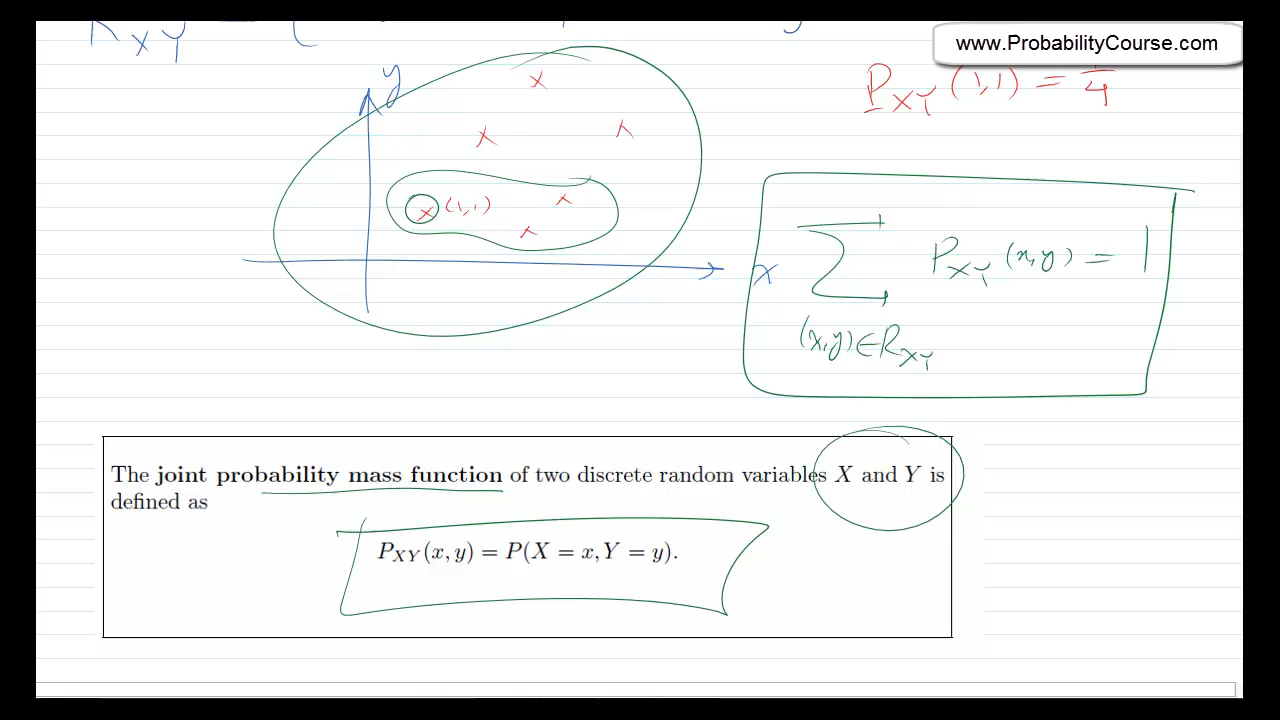 R_XY
www.ProbabilityCourse.com
y
P_XY (1,1) = 1/4
x
x x
x (1,1) x
x
x
∑ P_XY (x,y) = 1
(x,y) ∈ R_XY
The joint probability mass function of two discrete random variables X and Y is
defined as
P_XY(x, y) = P(X = x, Y = y).